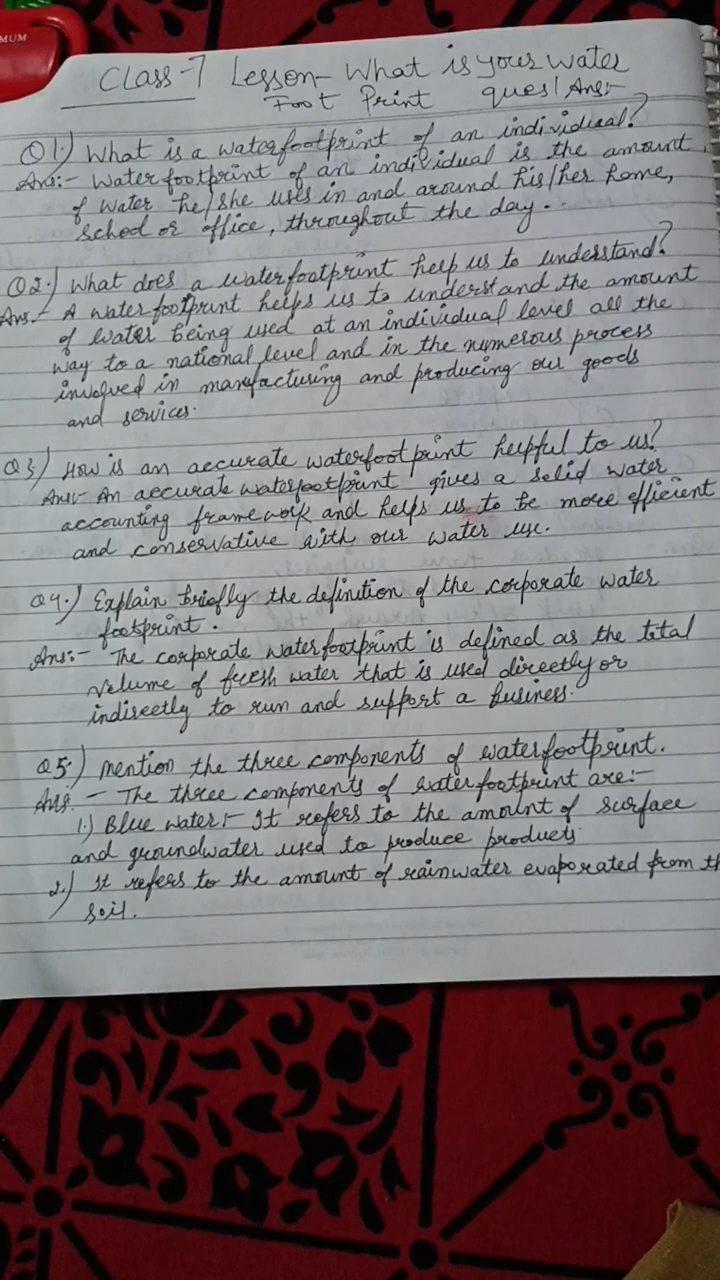 MUM
Class-7 Lesson- What is your water
Foot Print ques/Ans:-
Q1.) What is a waterfootprint of an individual?
Ans:- Waterfootprint of an individual is the amount
of water he/she uses in and around his/her home,
school or office, throughout the day..
Q2.) What does a waterfootprint help us to understand?
Ans.- A waterfootprint helps us to understand the amount
of water being used at an individual level all the
way to a national level and in the numerous process
involved in manufacturing and producing our goods
and services.
Q3) How is an accurate waterfootprint helpful to us?
Ans:- An accurate waterfootprint gives a solid water
accounting framework and helps us to be more efficient
and conservative with our water use.
Q4.) Explain briefly the definition of the corporate water
footprint.
Ans:- The corporate waterfootprint is defined as the total
volume of fresh water that is used directly or
indirectly to run and support a business.
Q5.) Mention the three components of waterfootprint.
Ans. - The three components of waterfootprint are:-
1.) Blue water:- It refers to the amount of surface
and groundwater used to produce products.
2.) It refers to the amount of rainwater evaporated from th
soil.